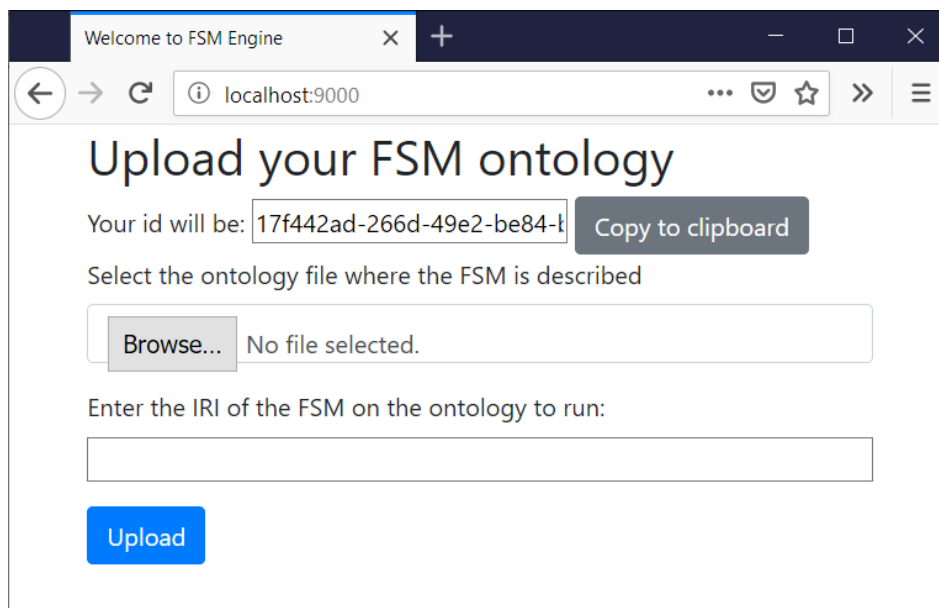 Welcome to FSM Engine
localhost:9000
Upload your FSM ontology
Your id will be: 17f442ad-266d-49e2-be84- Copy to clipboard
Select the ontology file where the FSM is described
Browse... No file selected.
Enter the IRI of the FSM on the ontology to run:
Upload